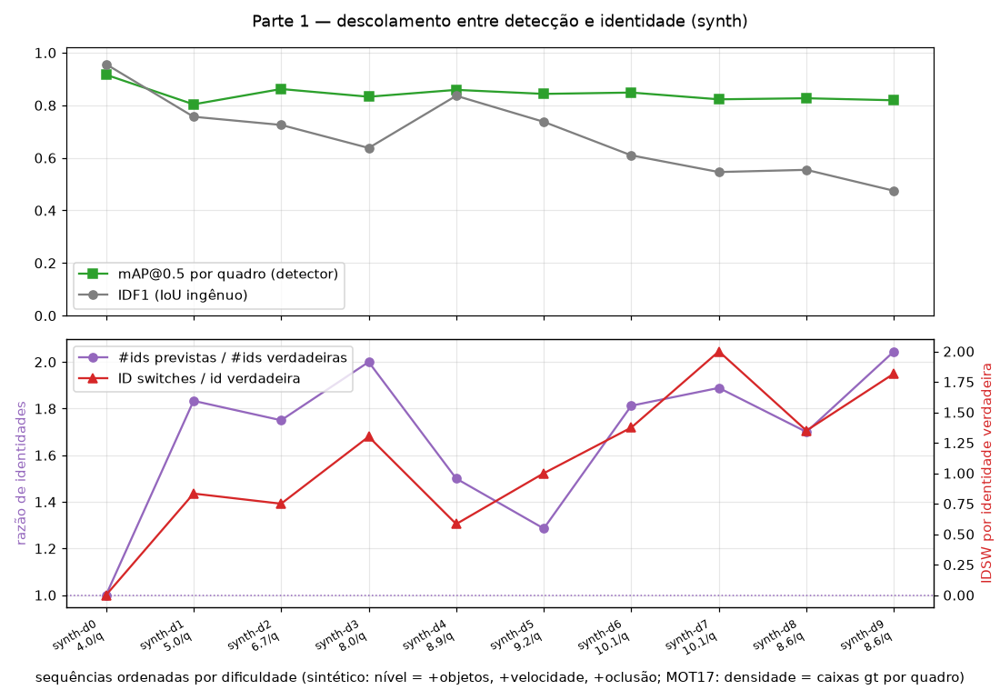 Parte 1 — descolamento entre detecção e identidade (synth)
1.0
0.8
0.6
0.4
0.2
0.0
mAP@0.5 por quadro (detector)
IDF1 (IoU ingênuo)
#ids previstas / #ids verdadeiras
ID switches / id verdadeira
razão de identidades
2.0
1.8
1.6
1.4
1.2
1.0
2.00
1.75
1.50
1.25
1.00
0.75
0.50
0.25
0.00
IDSW por identidade verdadeira
synth-d0
4.0/q
synth-d1
5.0/q
synth-d2
6.7/q
synth-d3
8.0/q
synth-d4
8.9/q
synth-d5
9.2/q
synth-d6
10.1/q
synth-d7
10.1/q
synth-d8
8.6/q
synth-d9
8.6/q
sequências ordenadas por dificuldade (sintético: nível = +objetos, +velocidade, +oclusão; MOT17: densidade = caixas gt por quadro)